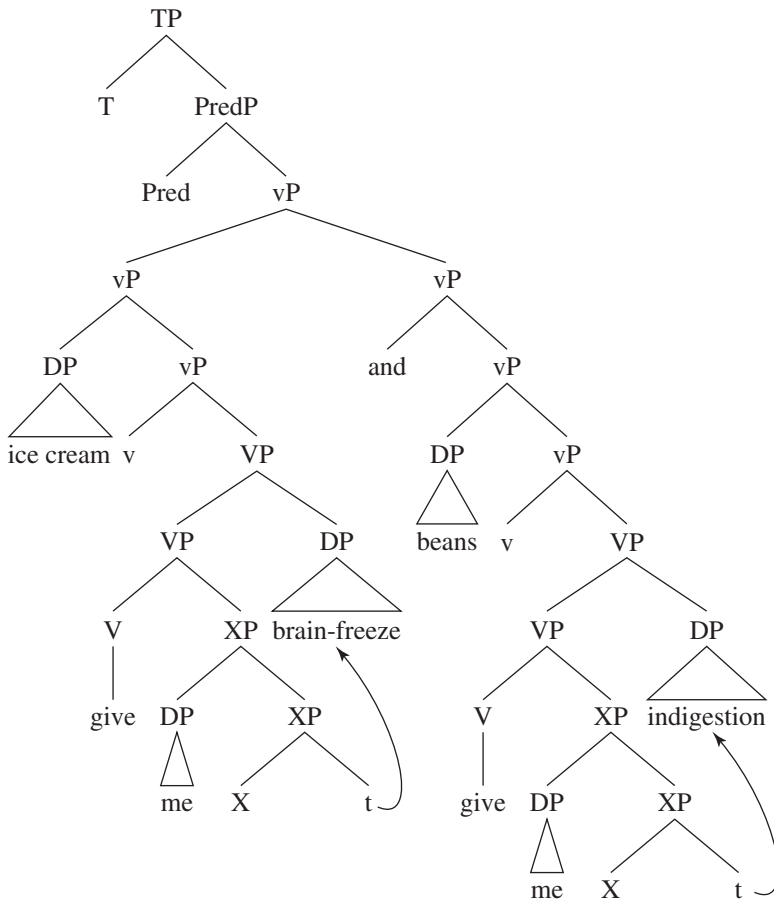 TP
T PredP
Pred vP
vP vP
DP vP and vP
ice cream v VP DP vP
beans v VP
VP DP
V XP brain-freeze VP DP
give DP XP V XP indigestion
me X t give DP XP
me X t